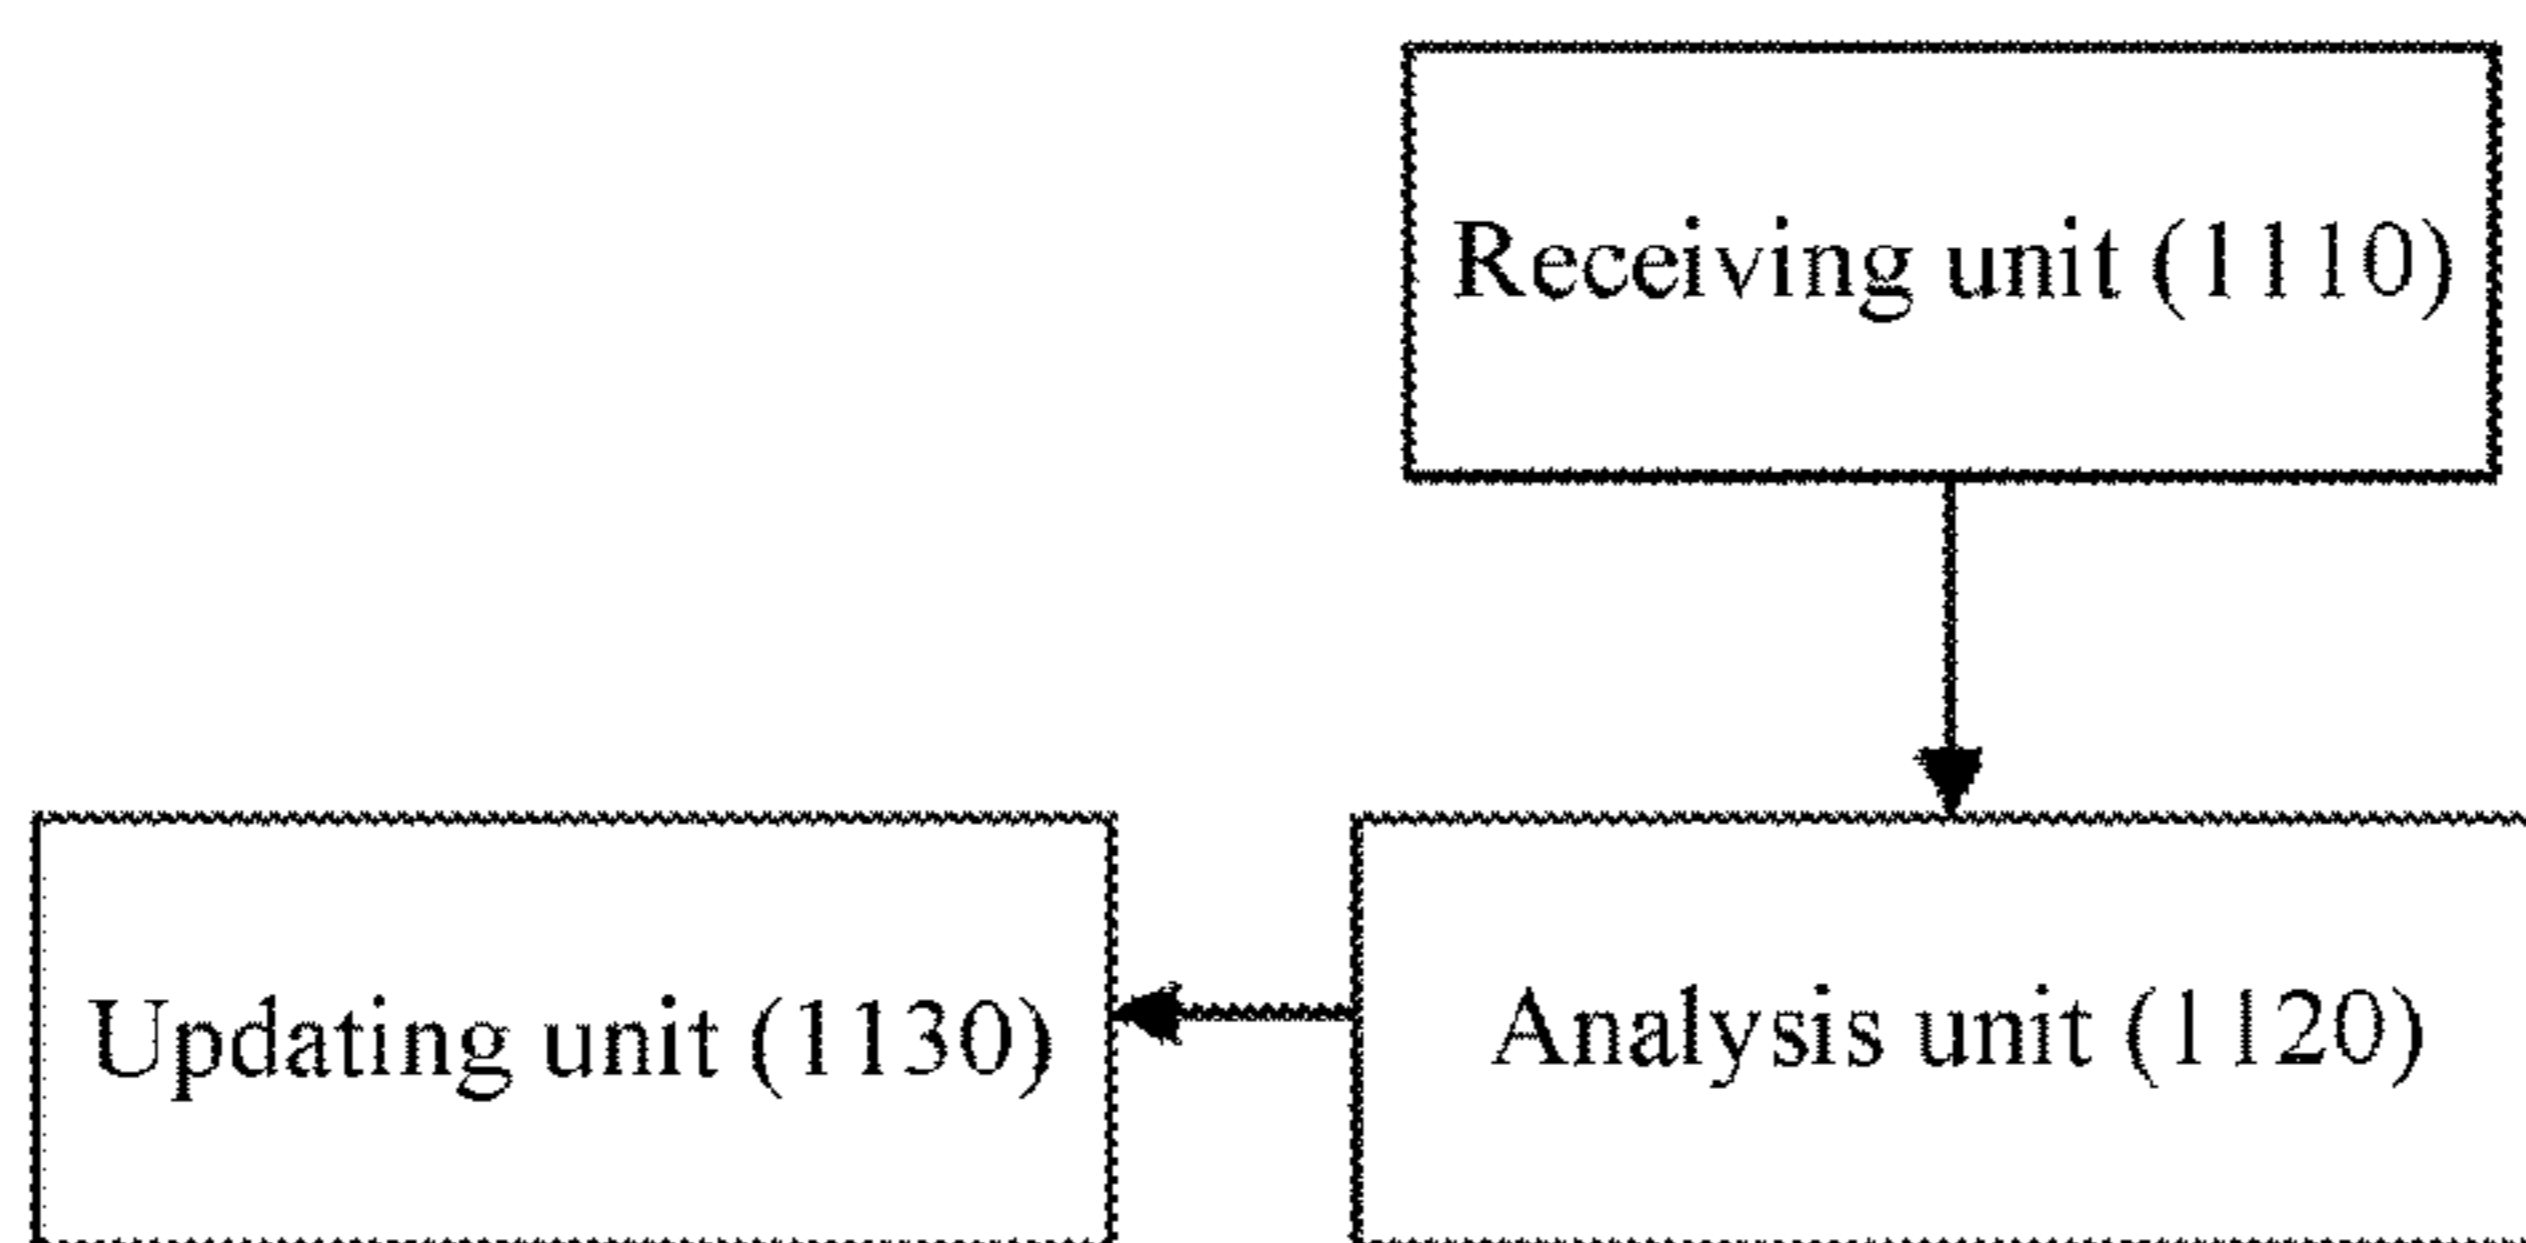 Receiving unit (1110)
Updating unit (1130)
Analysis unit (1120)